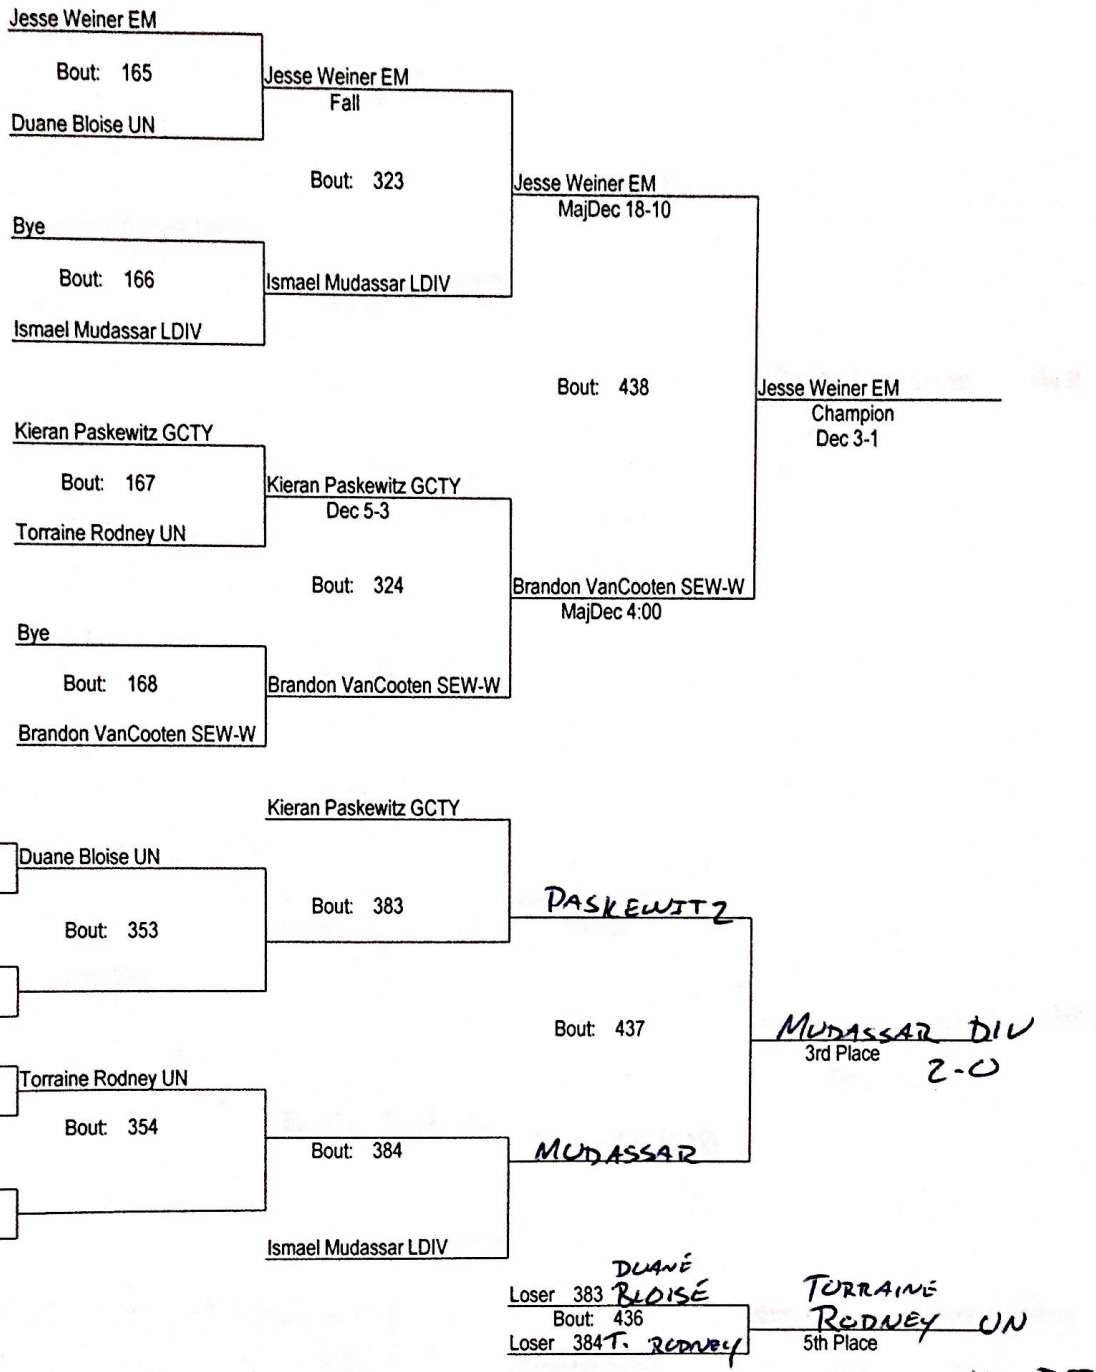 Jesse Weiner EM
Bout: 165
Duane Bloise UN
Jesse Weiner EM
Fall
Bout: 323
Bye
Bout: 166
Ismael Mudassar LDIV
Ismael Mudassar LDIV
Jesse Weiner EM
MajDec 18-10
Bout: 438
Jesse Weiner EM
Champion
Dec 3-1
Kieran Paskewitz GCTY
Bout: 167
Torraine Rodney UN
Kieran Paskewitz GCTY
Dec 5-3
Bout: 324
Bye
Bout: 168
Brandon VanCooten SEW-W
Brandon VanCooten SEW-W
Brandon VanCooten SEW-W
MajDec 4:00
Kieran Paskewitz GCTY
Duane Bloise UN
Bout: 353
Bout: 383
PASKEWITZ
Bout: 437
MUDASSAR DIV
3rd Place
2-0
Torraine Rodney UN
Bout: 354
Bout: 384
MUDASSAR
Ismael Mudassar LDIV
DUANE
Loser 383 BLOISE
Bout: 436
Loser 384 T. RODNEY
TORRAINE
RODNEY UN
5th Place